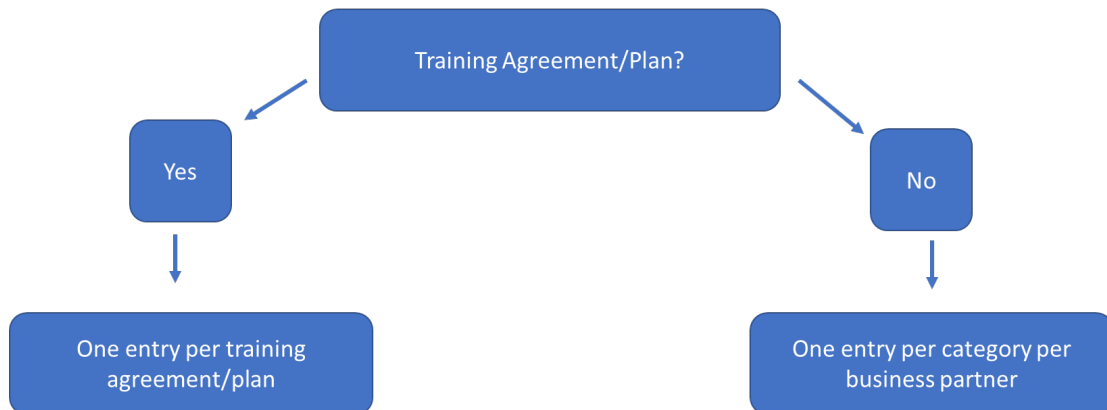 Training Agreement/Plan?
Yes
No
One entry per training
agreement/plan
One entry per category per
business partner